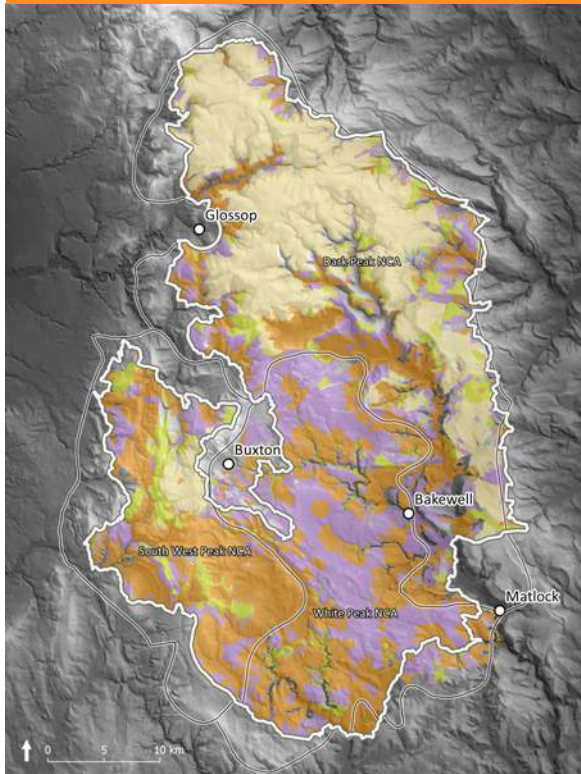 Glossop
Dark Peak NCA
Buxton
Bakewell
South West Peak NCA
Matlock
White Peak NCA
0 5 10 km